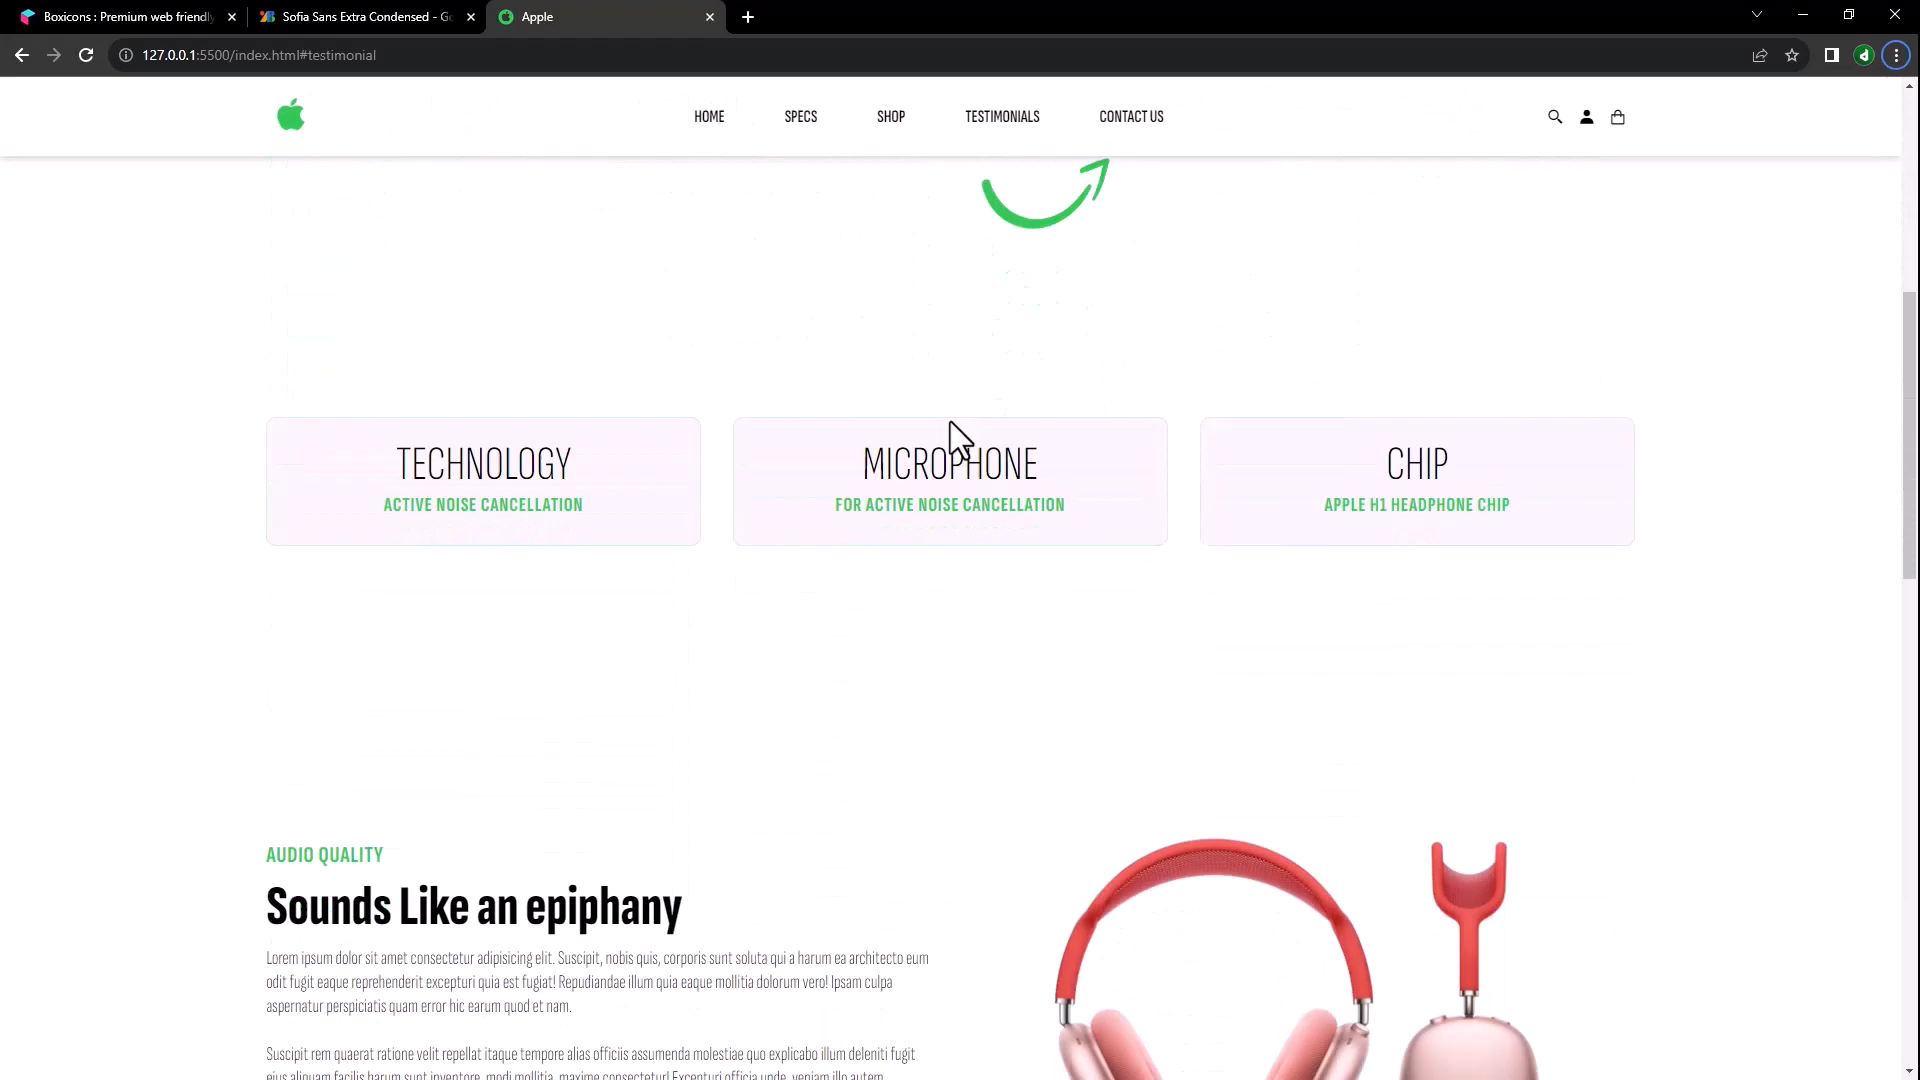 Boxicons : Premium web friendly
Sofia Sans Extra Condensed - Go
Apple
127.0.0.1:5500/index.html#testimonial
d
HOME
SPECS
SHOP
TESTIMONIALS
CONTACT US
TECHNOLOGY
ACTIVE NOISE CANCELLATION
MICROPHONE
FOR ACTIVE NOISE CANCELLATION
CHIP
APPLE H1 HEADPHONE CHIP
AUDIO QUALITY
Sounds Like an epiphany
Lorem ipsum dolor sit amet consectetur adipisicing elit. Suscipit, nobis quis, corporis sunt soluta qui a harum ea architecto eum
odit fugit eaque reprehenderit excepturi quia est fugiat! Repudiandae illum quia eaque mollitia dolorum vero! Ipsam culpa
aspernatur perspiciatis quam error hic earum quod et nam.
Suscipit rem quaerat ratione velit repellat itaque tempore alias officiis assumenda molestiae quo explicabo illum deleniti fugit
eius aliquam facilis harum sunt inventore, modi mollitia, maxime consectetur! Excepturi officia unde, veniam illo autem